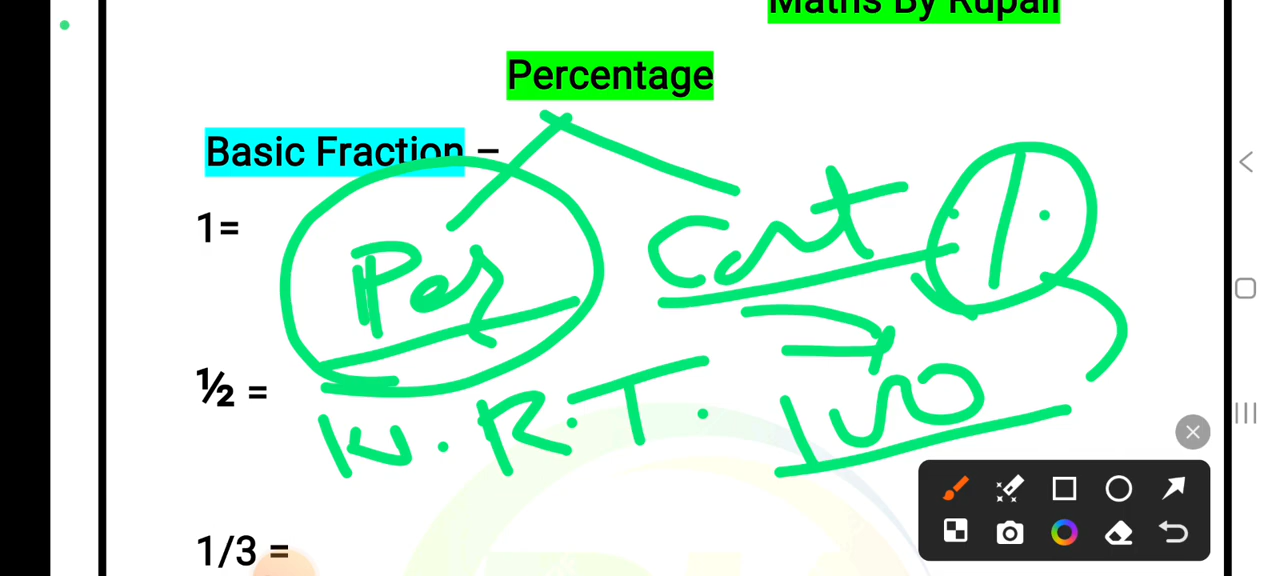 Maths By Rupali
Percentage
Basic Fraction –
1=
Per Cent %
½ =
W.R.T. 100
1/3 =